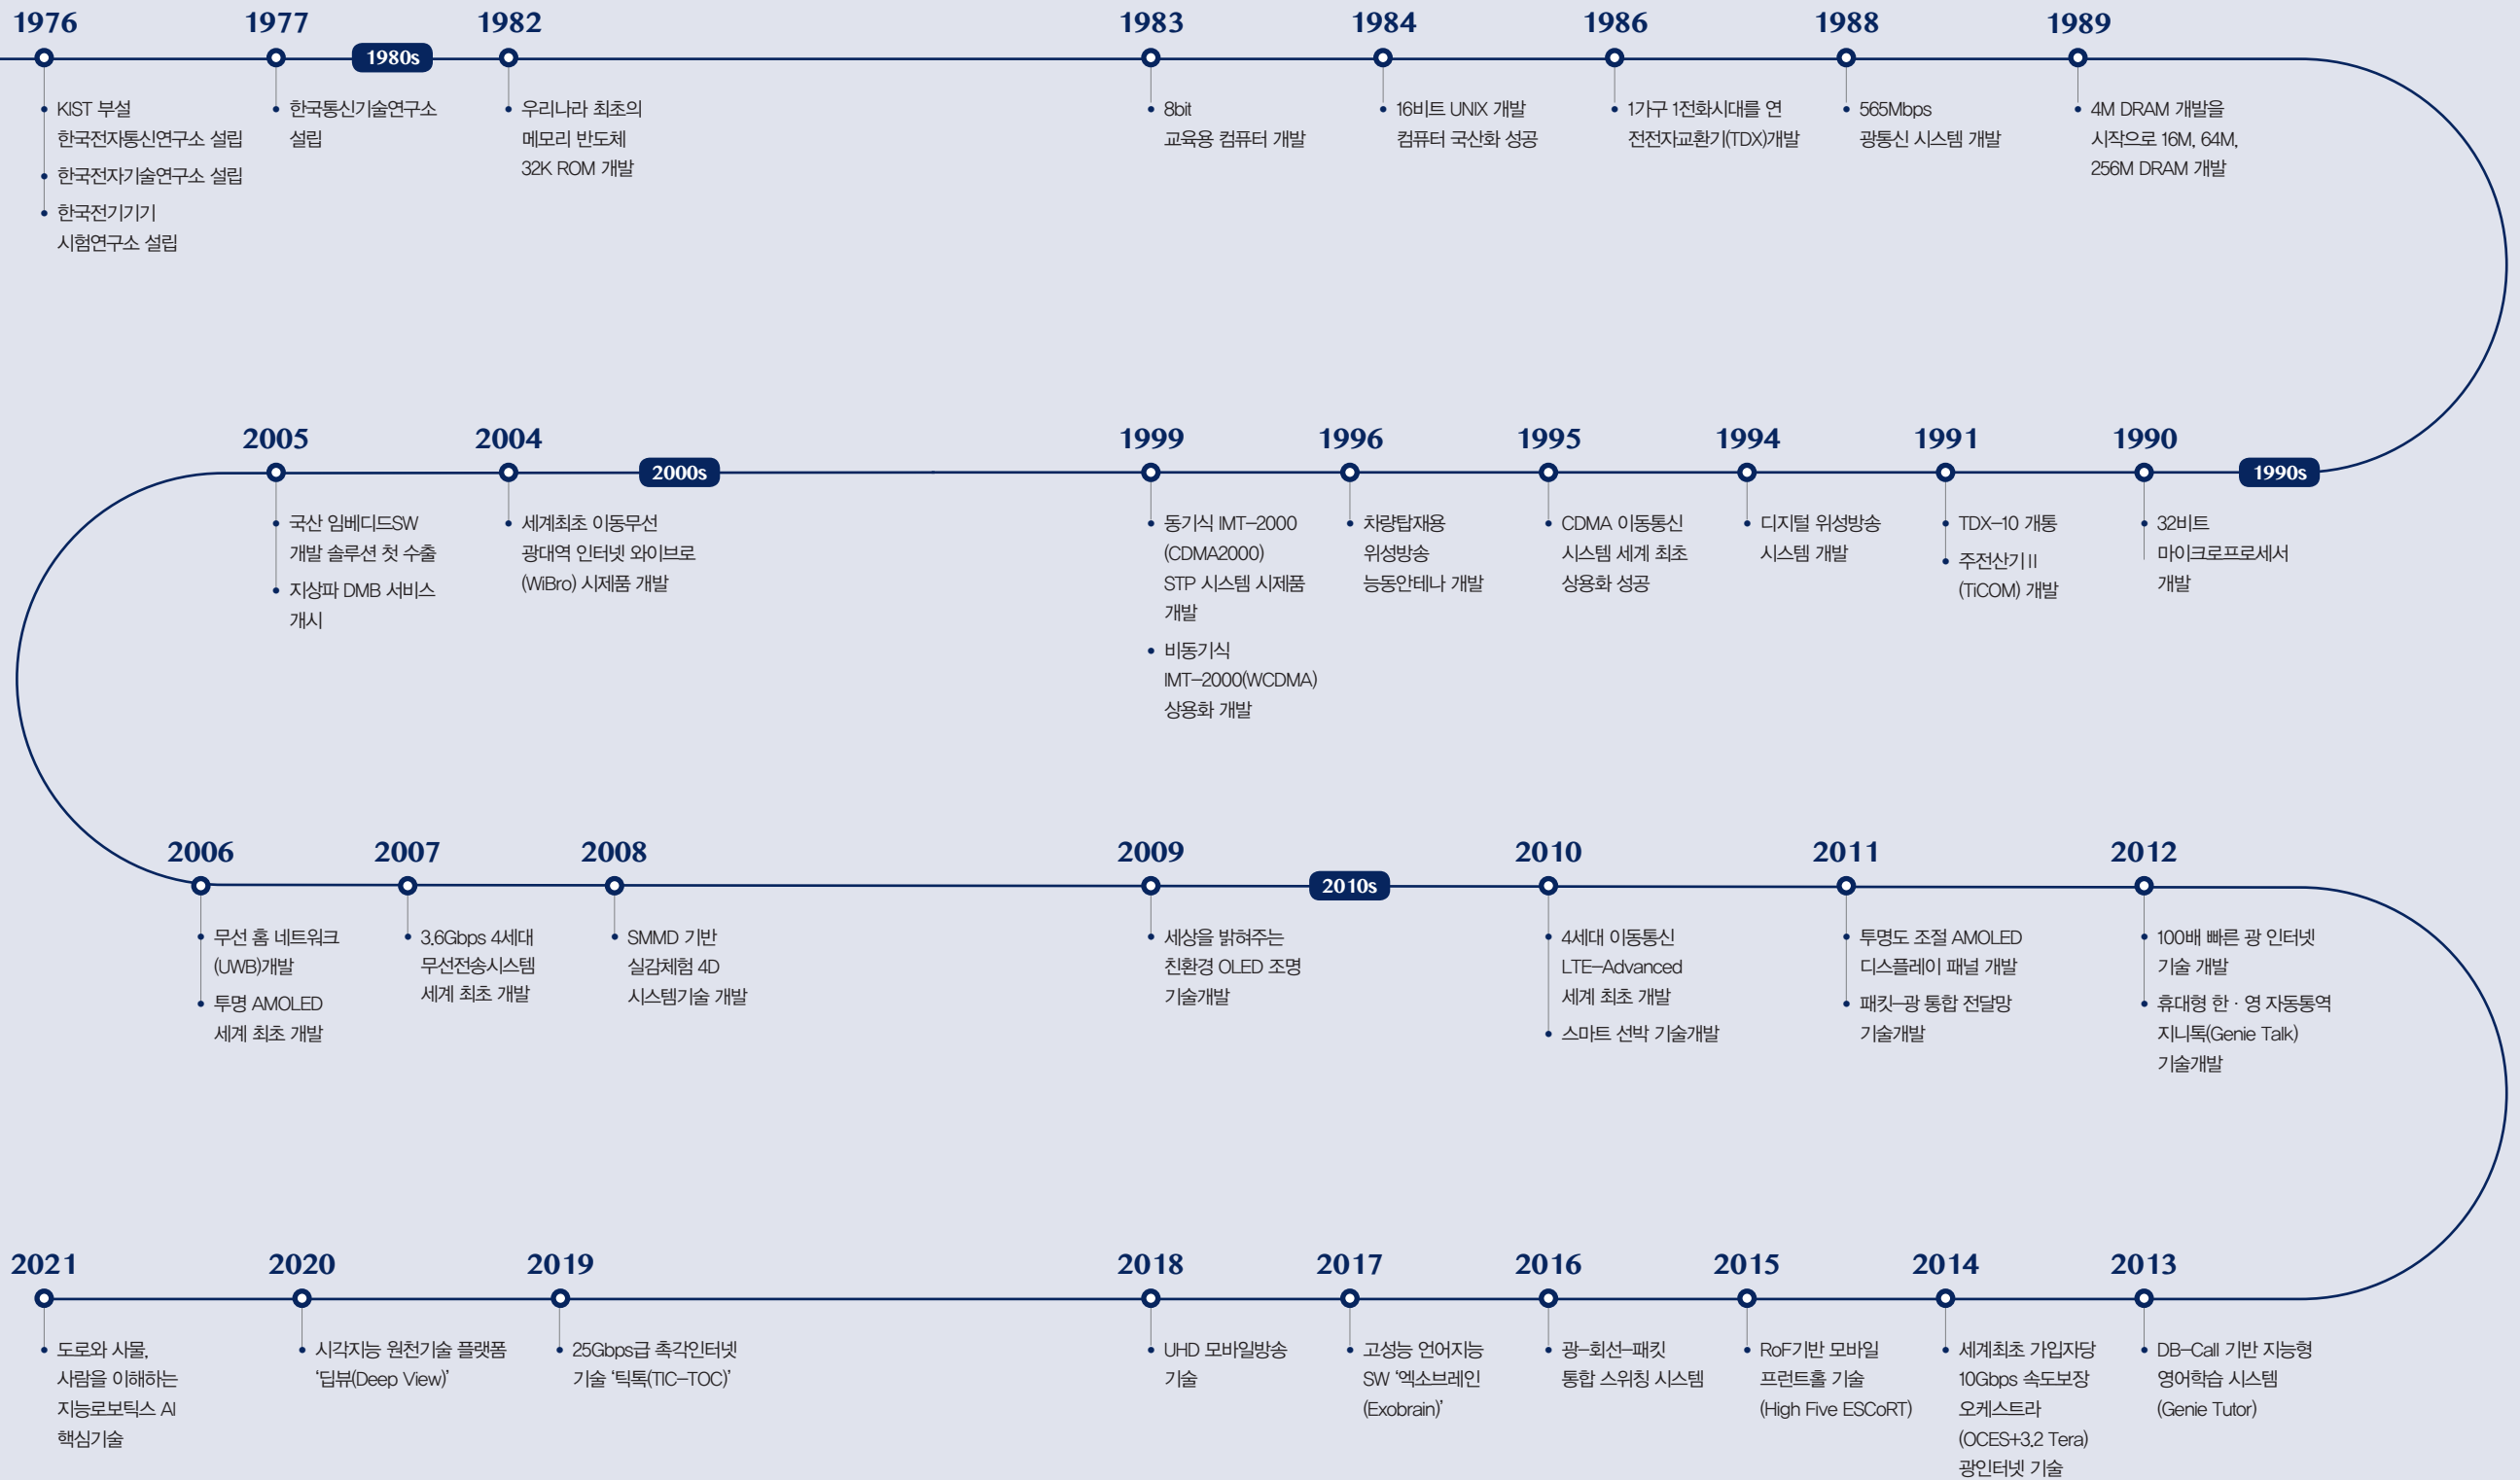 1976
KIST 부설
한국전자통신연구소 설립
한국전자기술연구소 설립
한국전기기기
시험연구소 설립
1977
한국통신기술연구소
설립
1980s
1982
우리나라 최초의
메모리 반도체
32K ROM 개발
1983
8bit
교육용 컴퓨터 개발
1984
16비트 UNIX 개발
컴퓨터 국산화 성공
1986
1가구 1전화시대를 연
전전자교환기(TDX)개발
1988
565Mbps
광통신 시스템 개발
1989
4M DRAM 개발을
시작으로 16M, 64M,
256M DRAM 개발
1990s
1990
32비트
마이크로프로세서
개발
1991
TDX-10 개통
주전산기Ⅱ
(TiCOM) 개발
1994
디지털 위성방송
시스템 개발
1995
CDMA 이동통신
시스템 세계 최초
상용화 성공
1996
차량탑재용
위성방송
능동안테나 개발
1999
동기식 IMT-2000
(CDMA2000)
STP 시스템 시제품
개발
비동기식
IMT-2000(WCDMA)
상용화 개발
2000s
2004
세계최초 이동무선
광대역 인터넷 와이브로
(WiBro) 시제품 개발
2005
국산 임베디드SW
개발 솔루션 첫 수출
지상파 DMB 서비스
개시
2006
무선 홈 네트워크
(UWB)개발
투명 AMOLED
세계 최초 개발
2007
3.6Gbps 4세대
무선전송시스템
세계 최초 개발
2008
SMMD 기반
실감체험 4D
시스템기술 개발
2009
세상을 밝혀주는
친환경 OLED 조명
기술개발
2010s
2010
4세대 이동통신
LTE-Advanced
세계 최초 개발
스마트 선박 기술개발
2011
투명도 조절 AMOLED
디스플레이 패널 개발
패킷-광 통합 전달망
기술개발
2012
100배 빠른 광 인터넷
기술 개발
휴대형 한 · 영 자동통역
지니톡(Genie Talk)
기술개발
2013
DB-Call 기반 지능형
영어학습 시스템
(Genie Tutor)
2014
세계최초 가입자당
10Gbps 속도보장
오케스트라
(OCES+3.2 Tera)
광인터넷 기술
2015
RoF기반 모바일
프런트홀 기술
(High Five ESCoRT)
2016
광-회선-패킷
통합 스위칭 시스템
2017
고성능 언어지능
SW ‘엑소브레인
(Exobrain)’
2018
UHD 모바일방송
기술
2019
25Gbps급 촉각인터넷
기술 ‘틱톡(TIC-TOC)’
2020
시각지능 원천기술 플랫폼
‘딥뷰(Deep View)’
2021
도로와 사물,
사람을 이해하는
지능로보틱스 AI
핵심기술